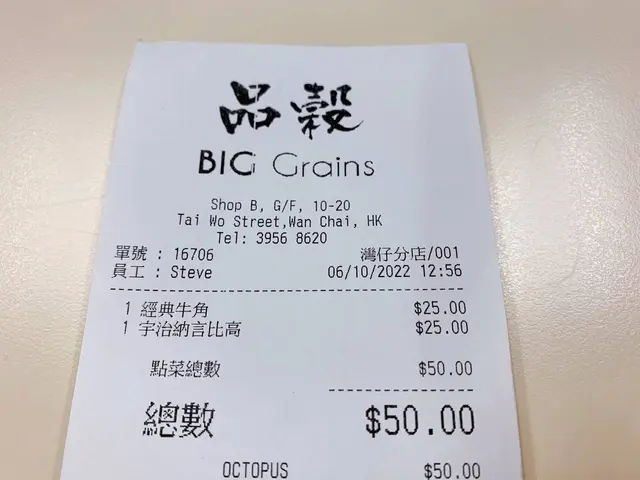 品榖
BIG Grains
Shop B, G/F, 10-20
Tai Wo Street,Wan Chai, HK
Tel: 3956 8620
單號 : 16706 灣仔分店/001
員工 : Steve 06/10/2022 12:56
1 經典牛角 $25.00
1 宇治納言比高 $25.00
點菜總數 $50.00
總數 $50.00
OCTOPUS $50.00